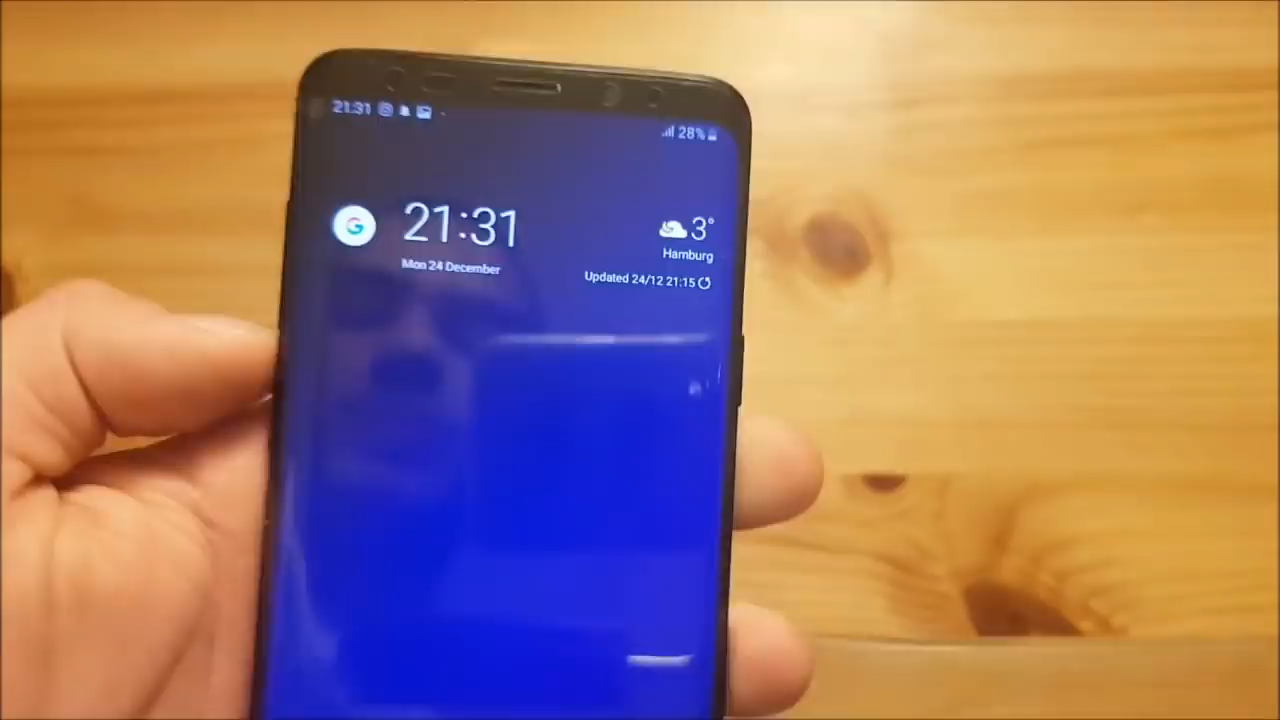 21:31
28%
G
21:31
Mon 24 December
3°
Hamburg
Updated 24/12 21:15